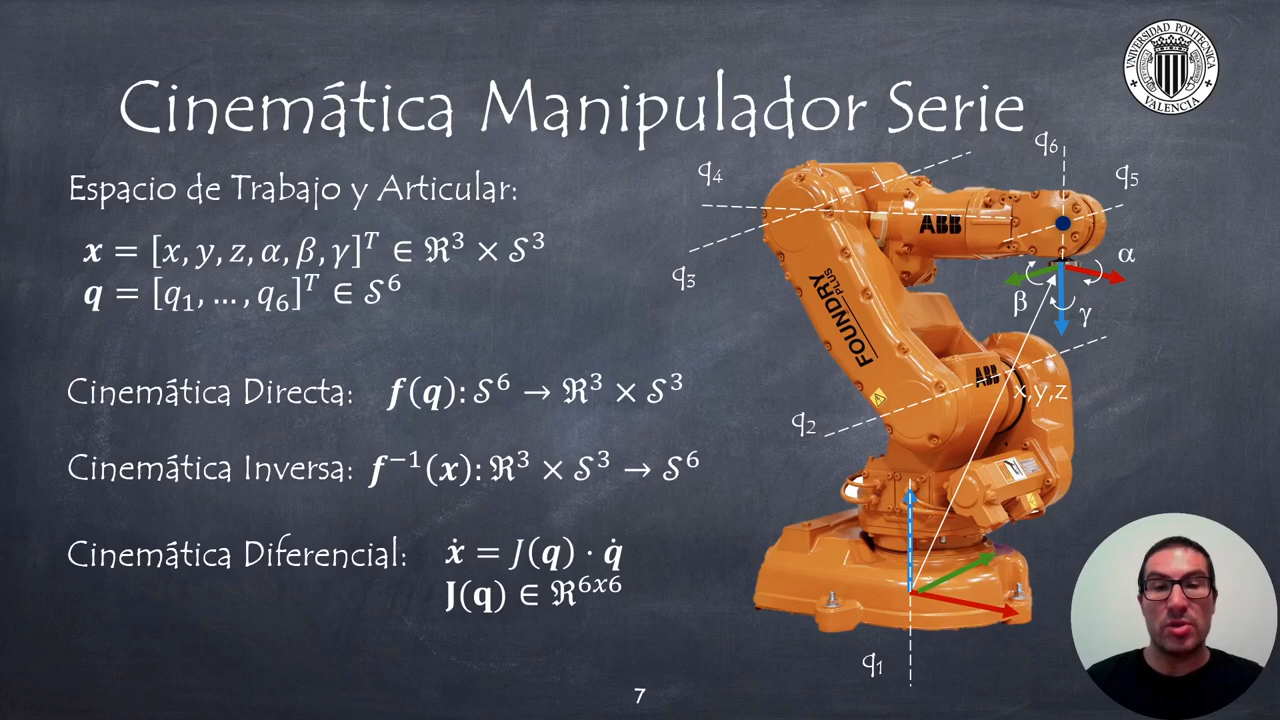 UNIVERSIDAD POLITECNICA
VALENCIA
Cinemática Manipulador Serie
Espacio de Trabajo y Articular:
𝒙 = [x, y, z, α, β, γ]ᵀ ∈ ℜ³ × 𝒮³
𝒒 = [q₁, …, q₆]ᵀ ∈ 𝒮⁶
Cinemática Directa: 𝒇(𝒒): 𝒮⁶ → ℜ³ × 𝒮³
Cinemática Inversa: 𝒇⁻¹(𝒙): ℜ³ × 𝒮³ → 𝒮⁶
Cinemática Diferencial: 𝒙̇ = J(𝒒) · 𝒒̇
𝐉(𝐪) ∈ ℜ⁶ˣ⁶
q₄
q₆
q₅
q₃
ABB
α
β
γ
FOUNDRY
PLUS
ABB
x,y,z
q₂
q₁
7